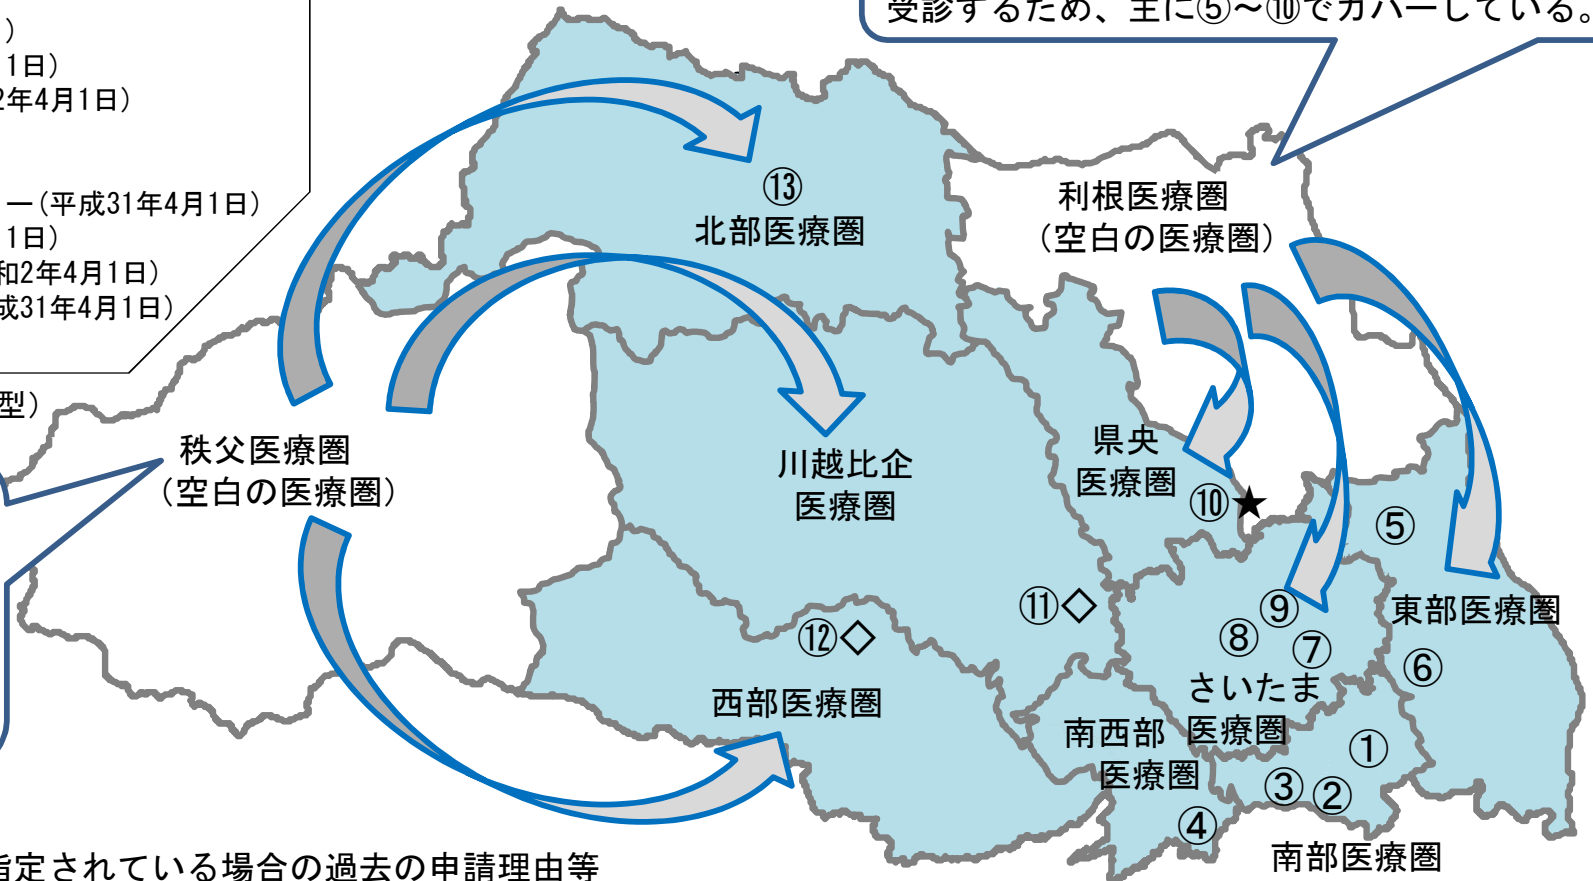 受診するため、主に⑤～⑩でカバーしている。
）
1日）
2年4月1日）
ー(平成31年4月1日）
1日）
和2年4月1日）
成31年4月1日）
型）
⑬
北部医療圏
利根医療圏
（空白の医療圏）
秩父医療圏
（空白の医療圏）
川越比企
医療圏
県央
医療圏
⑩★
⑤
⑪◇
⑨
東部医療圏
⑫◇
⑧
⑦
⑥
西部医療圏
さいたま
医療圏
南西部
医療圏
①
③
②
④
南部医療圏
指定されている場合の過去の申請理由等